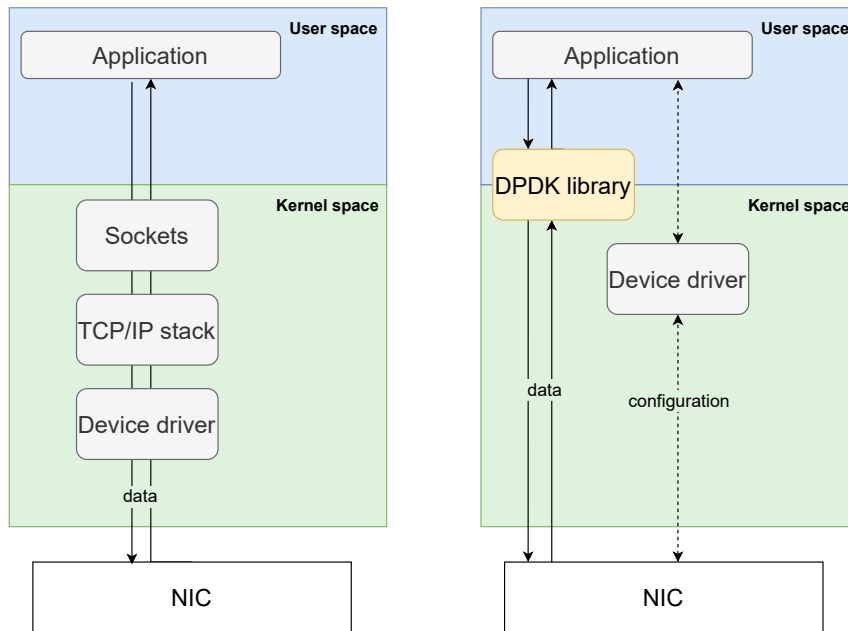 User space
Application
Kernel space
Sockets
TCP/IP stack
Device driver
data
NIC
User space
Application
DPDK library
Kernel space
Device driver
data
configuration
NIC